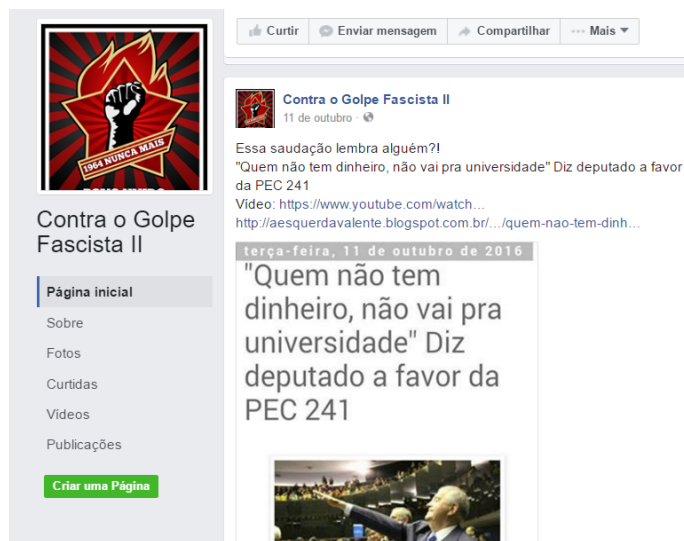 Curtir
Enviar mensagem
Compartilhar
Mais
1964 NUNCA MAIS
Contra o Golpe
Fascista II
Página inicial
Sobre
Fotos
Curtidas
Vídeos
Publicações
Criar uma Página
Contra o Golpe Fascista II
11 de outubro ·
Essa saudação lembra alguém?!
"Quem não tem dinheiro, não vai pra universidade" Diz deputado a favor
da PEC 241
Vídeo: https://www.youtube.com/watch…
http://aesquerdavalente.blogspot.com.br/…/quem-nao-tem-dinh…
terça-feira, 11 de outubro de 2016
"Quem não tem
dinheiro, não vai pra
universidade" Diz
deputado a favor da
PEC 241